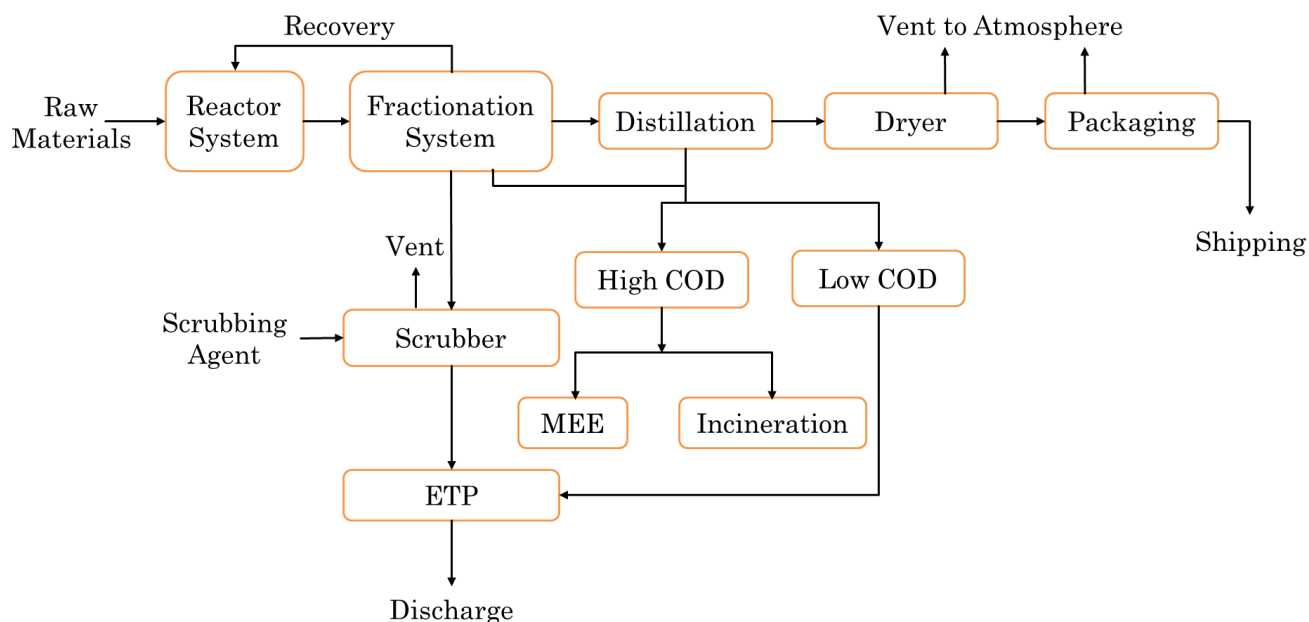 Recovery
Vent to Atmosphere
Raw
Materials
Reactor
System
Fractionation
System
Distillation
Dryer
Packaging
Shipping
Vent
High COD
Low COD
Scrubbing
Agent
Scrubber
MEE
Incineration
ETP
Discharge